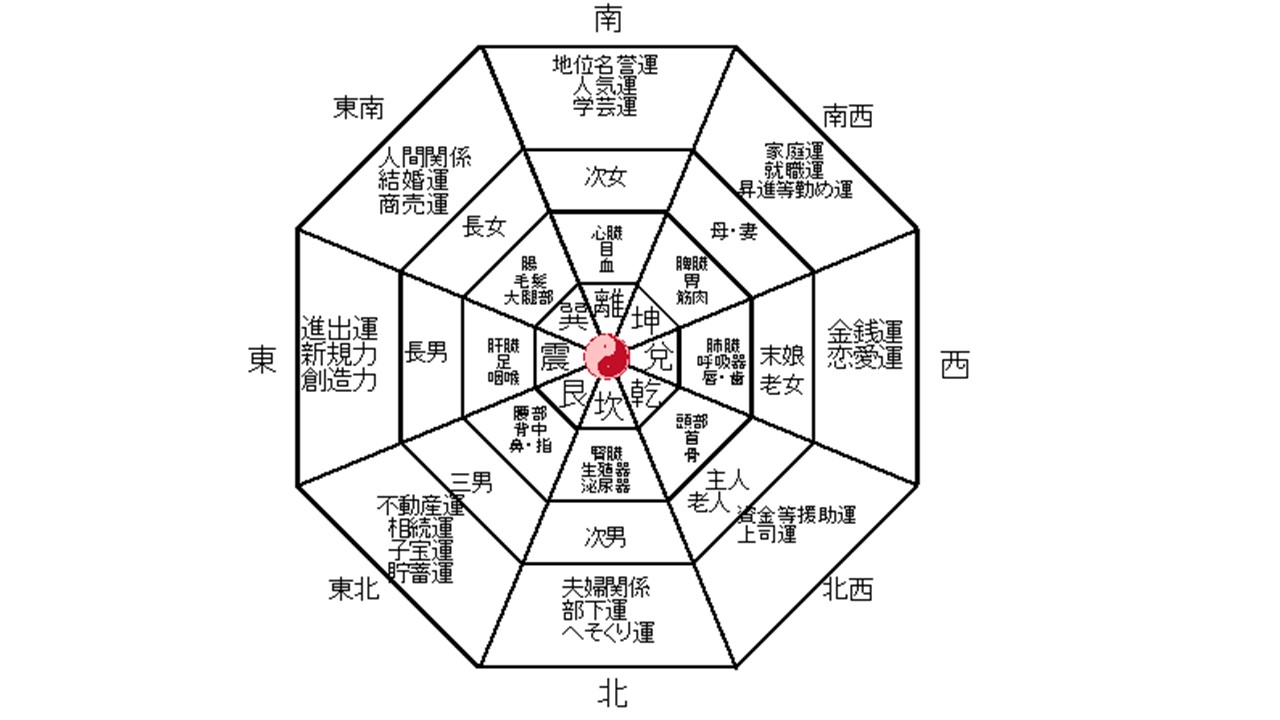 南
東南
南西
地位名誉運
人気運
学芸運
人間関係
結婚運
商売運
家庭運
就職運
昇進等勤め運
次女
長女
母・妻
心臓
目
血
腸
毛髪
大腿部
脾臓
胃
筋肉
離
巽
坤
東
進出運
新規力
創造力
長男
肝臓
足
咽喉
震
兌
肺臓
呼吸器
唇・歯
末娘
老女
金銭運
恋愛運
西
艮
坎
乾
腰部
背中
鼻・指
頭部
首
骨
腎臓
生殖器
泌尿器
三男
主人
老人
不動産運
相続運
子宝運
貯蓄運
資金等援助運
上司運
次男
夫婦関係
部下運
へそくり運
東北
北西
北